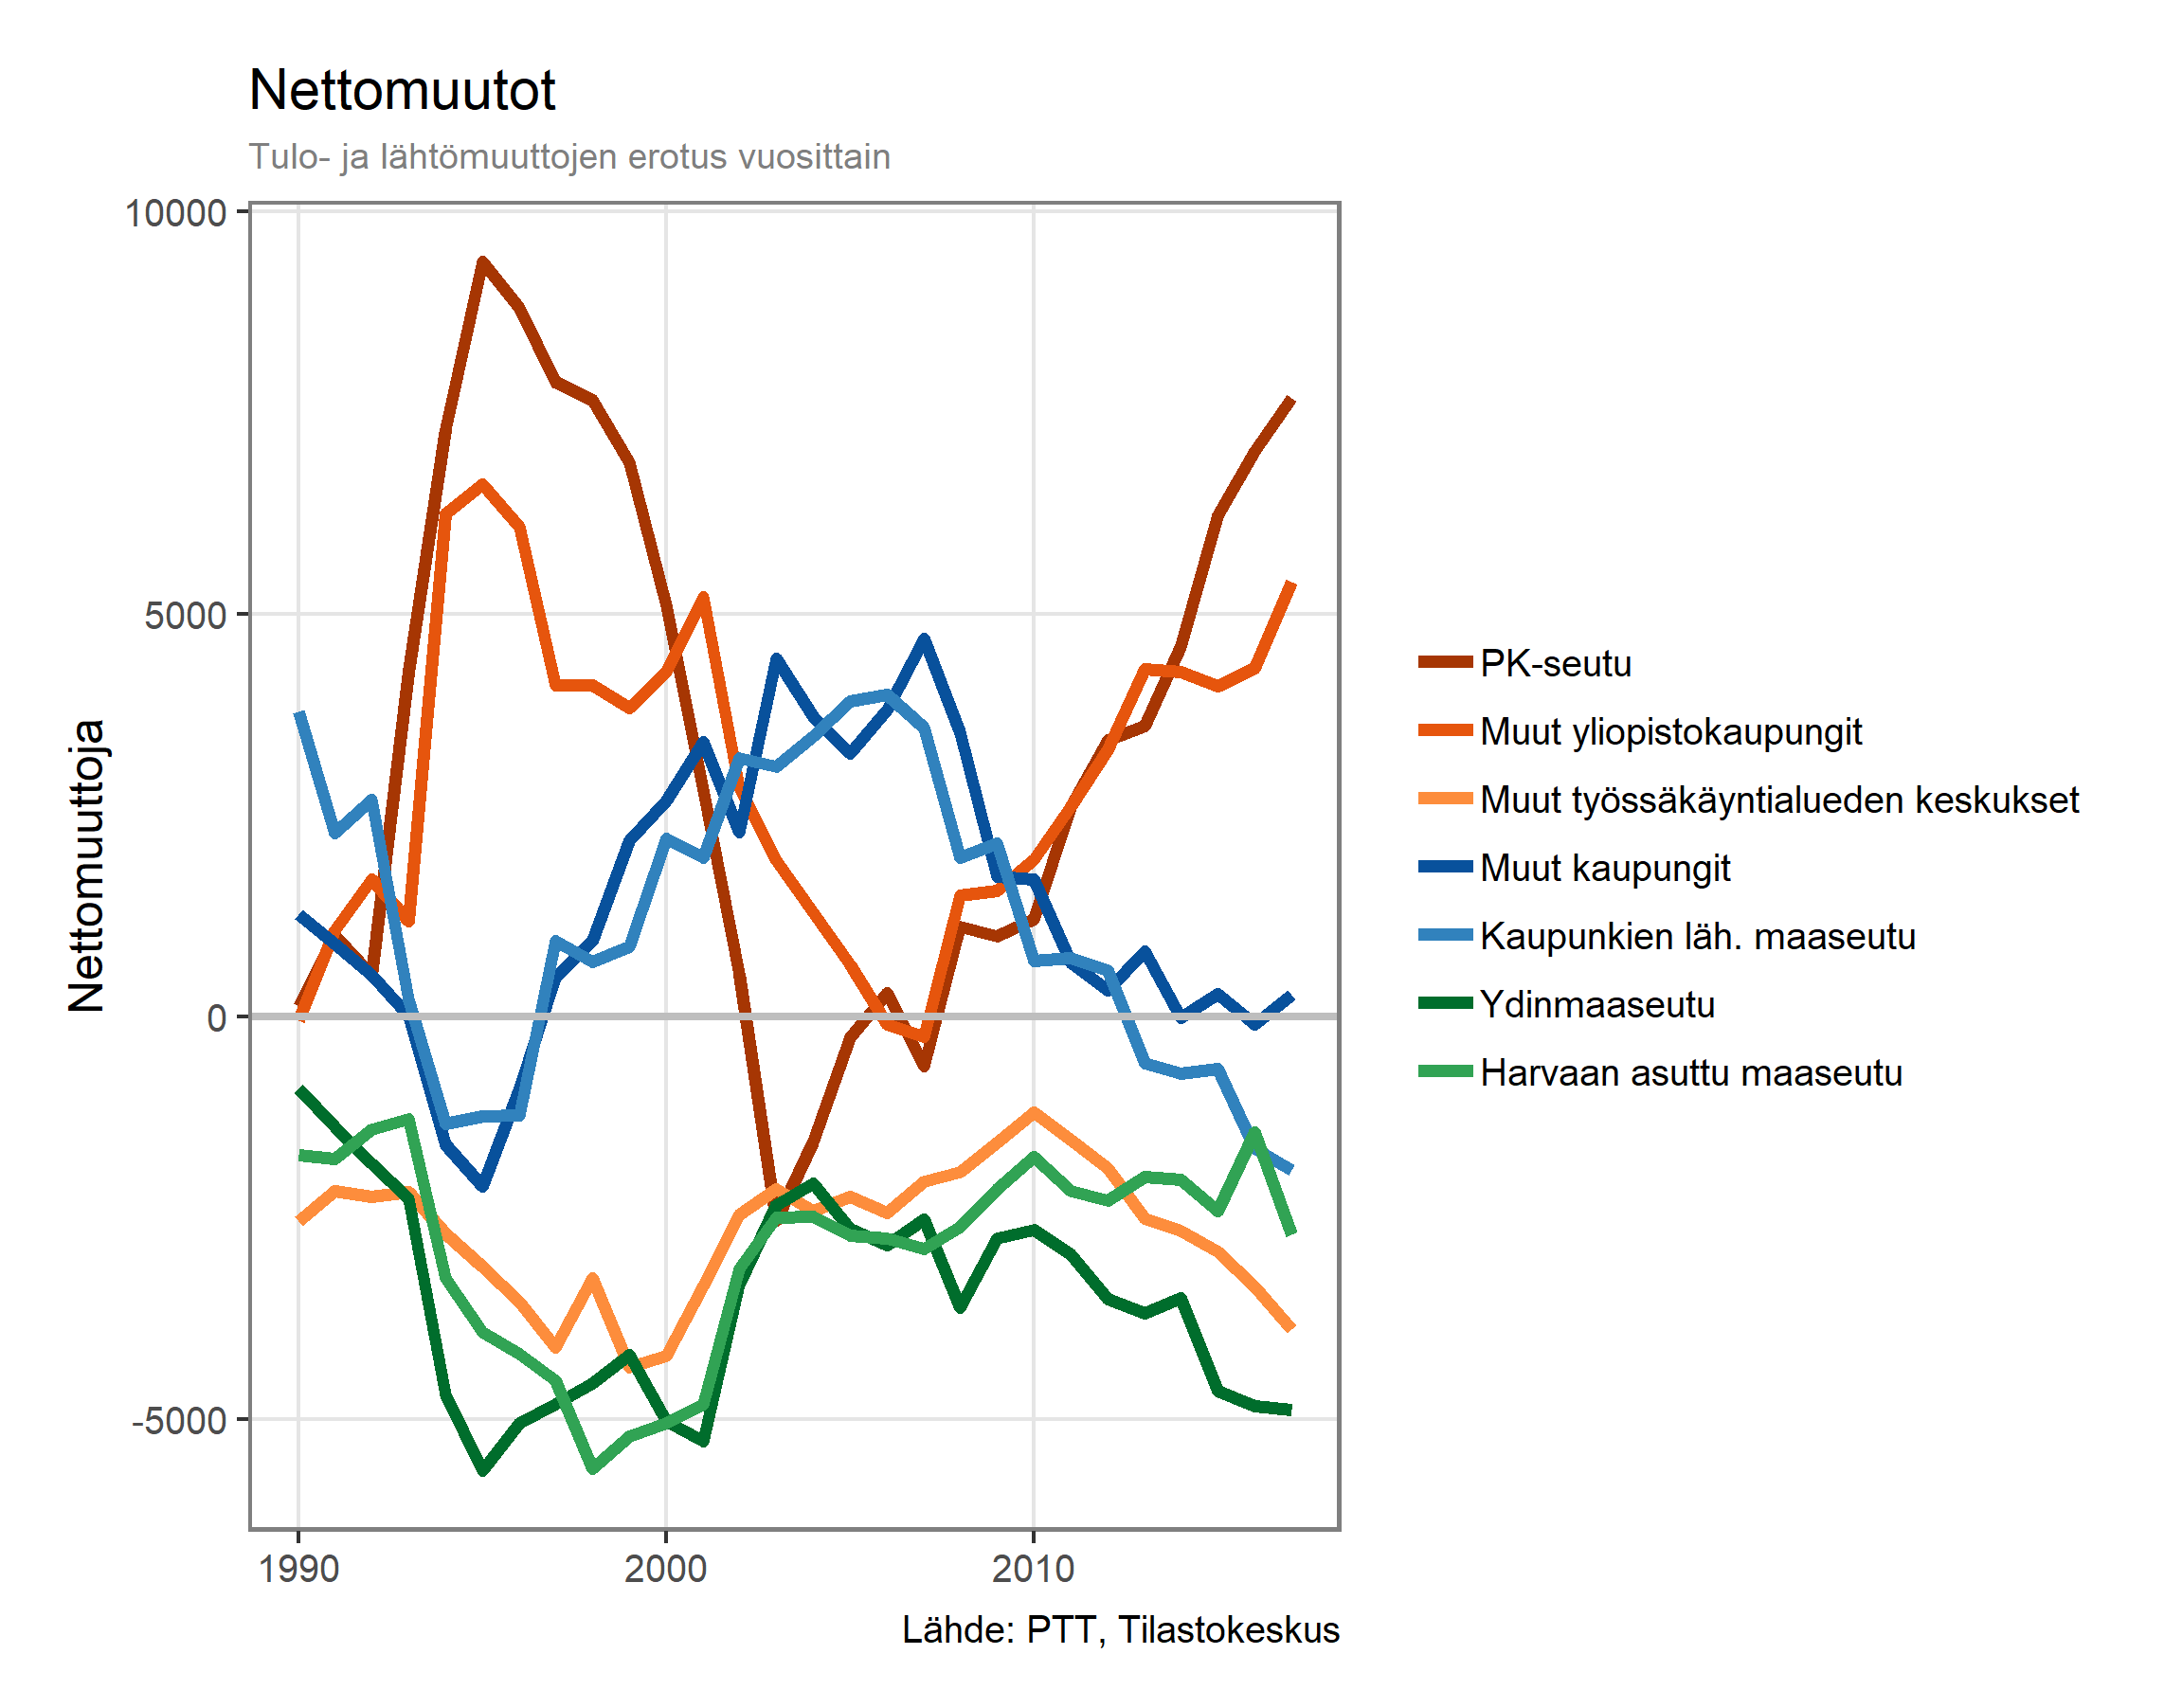 Nettomuutot
Tulo- ja lähtömuuttojen erotus vuosittain
10000
5000
0
-5000
Nettomuuttoja
1990
2000
2010
PK-seutu
Muut yliopistokaupungit
Muut työssäkäyntialueden keskukset
Muut kaupungit
Kaupunkien läh. maaseutu
Ydinmaaseutu
Harvaan asuttu maaseutu
Lähde: PTT, Tilastokeskus